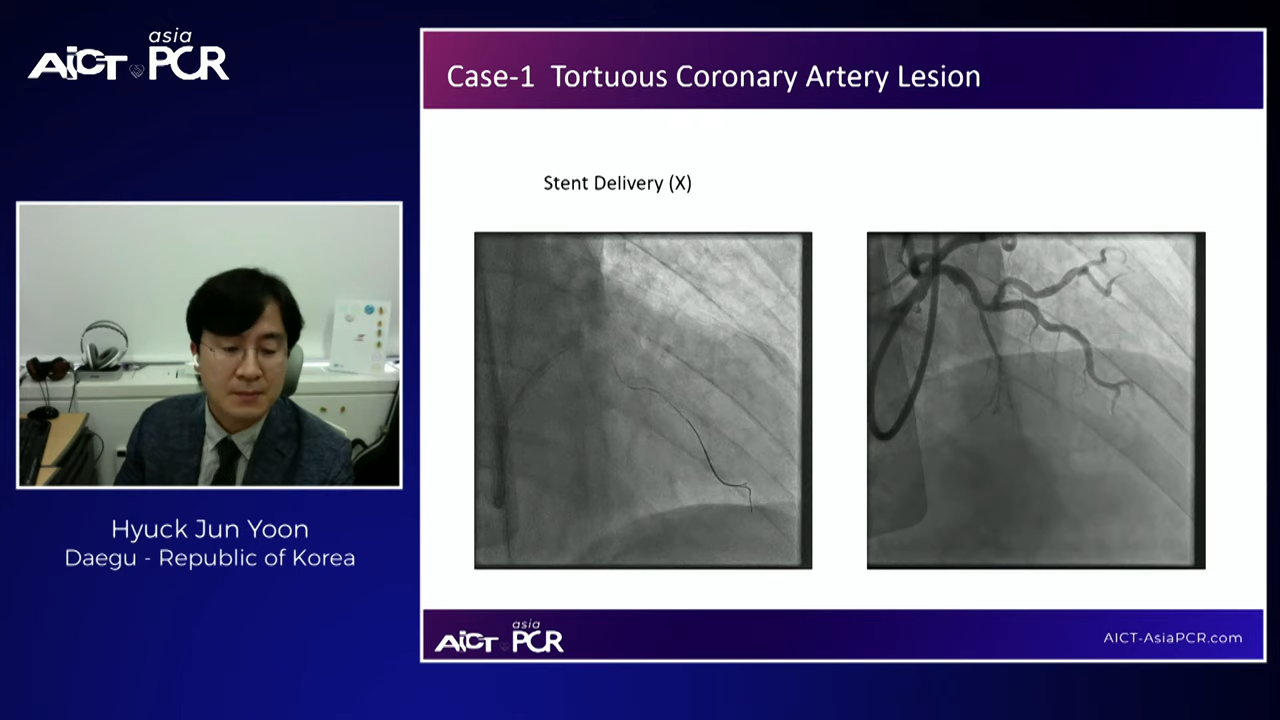 asia
AICT PCR
Case-1 Tortuous Coronary Artery Lesion
Stent Delivery (X)
Hyuck Jun Yoon
Daegu - Republic of Korea
asia
AICT PCR
AICT-AsiaPCR.com